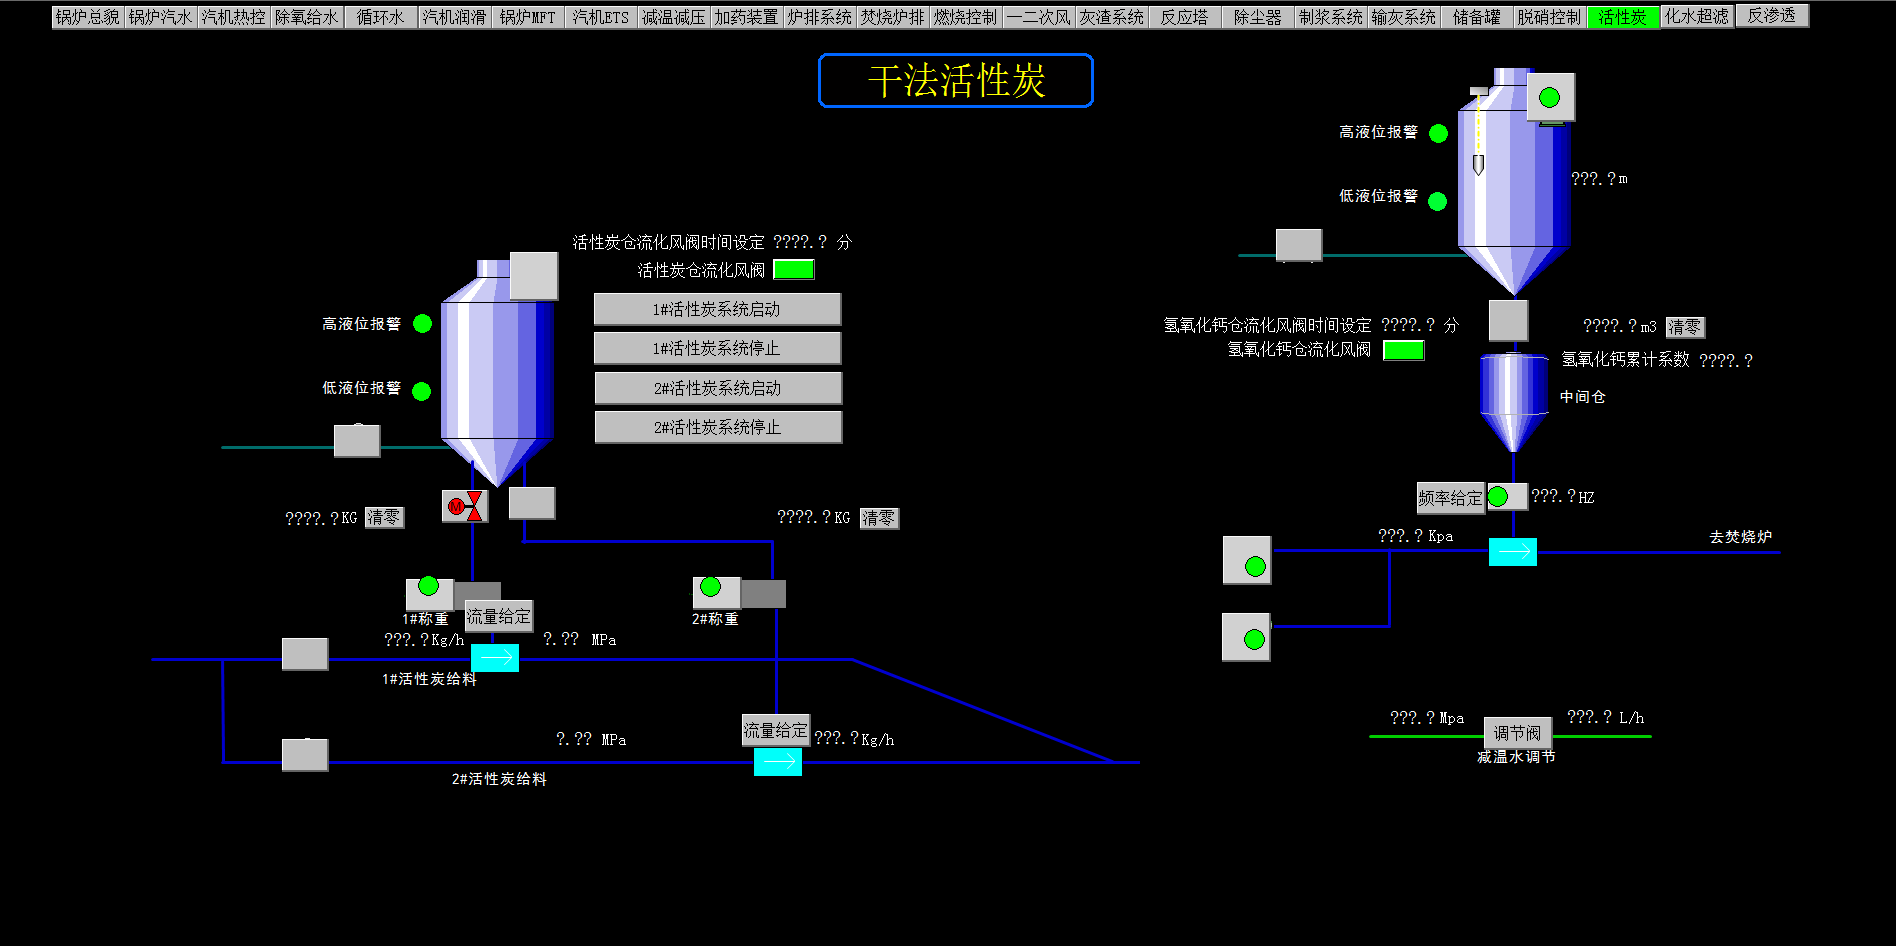 锅炉总貌 锅炉汽水 汽机热控 除氧给水 循环水 汽机润滑 锅炉MFT 汽机ETS 减温减压 加药装置 炉排系统 焚烧炉排 燃烧控制 一二次风 灰渣系统 反应塔 除尘器 制浆系统 输灰系统 储备罐 脱硝控制 活性炭 化水超滤 反渗透
干法活性炭
高液位报警
低液位报警
???.? m
活性炭仓流化风阀时间设定 ????.? 分
活性炭仓流化风阀
1#活性炭系统启动
1#活性炭系统停止
2#活性炭系统启动
2#活性炭系统停止
高液位报警
低液位报警
氢氧化钙仓流化风阀时间设定 ????.? 分
氢氧化钙仓流化风阀
????.? m3 清零
氢氧化钙累计系数 ????.?
中间仓
M
????.? KG 清零
????.? KG 清零
频率给定 ???.? HZ
???.? Kpa
去焚烧炉
1#称重
流量给定
2#称重
???.? Kg/h
?.?? MPa
1#活性炭给料
流量给定
?.?? MPa
???.? Kg/h
2#活性炭给料
???.? Mpa
调节阀
???.? L/h
减温水调节